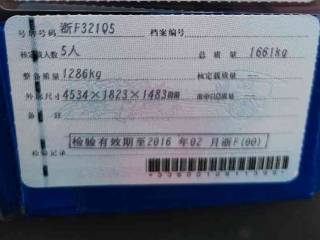 号牌号码 浙F321Q5 档案编号
核定载人数 5人 总质量 1661kg
整备质量 1286kg 核定载质量
外廓尺寸 4534×1823×1483 准牵引总质量
备注
检验有效期至2016年02月浙F(00)
检验记录